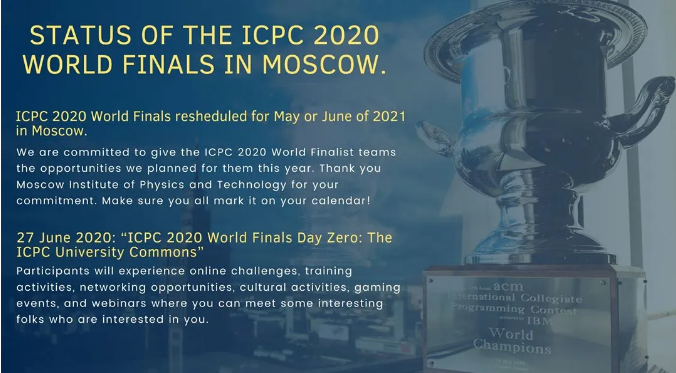 STATUS OF THE ICPC 2020
WORLD FINALS IN MOSCOW.
ICPC 2020 World Finals resheduled for May or June of 2021
in Moscow.
We are committed to give the ICPC 2020 World Finalist teams
the opportunities we planned for them this year. Thank you
Moscow Institute of Physics and Technology for your
commitment. Make sure you all mark it on your calendar!
27 June 2020: “ICPC 2020 World Finals Day Zero: The
ICPC University Commons”
Participants will experience online challenges, training
activities, networking opportunities, cultural activities, gaming
events, and webinars where you can meet some interesting
folks who are interested in you.
acm
International Collegiate
Programming Contest
IBM
World
Champions